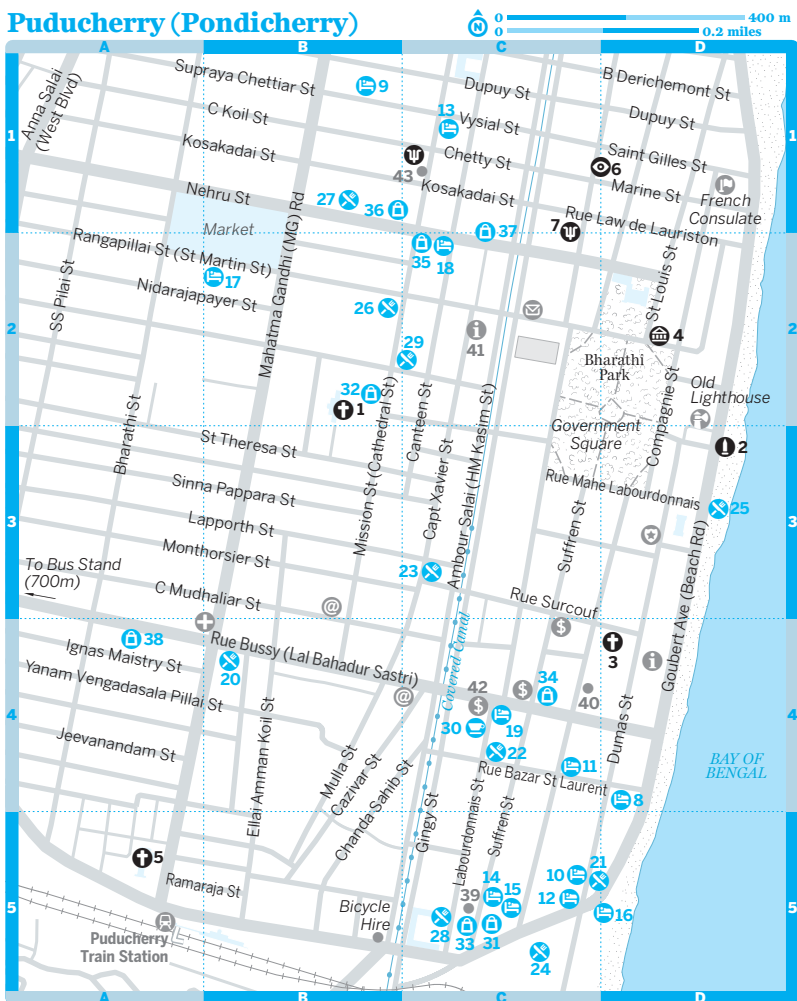 Puducherry (Pondicherry)
N
0 400 m
0 0.2 miles
A B C D
1
Anna Salai
(West Blvd)
Supraya Chettiar St
9
B Derichemont St
Dupuy St
C Koil St
13
Vysial St
Dupuy St
1
Kosakadai St
Chetty St
Saint Gilles St
6
43
Kosakadai St
Marine St
French
Consulate
Nehru St
27
36
37
7
Rue Law de Lauriston
Market
Rangapillai St (St Martin St)
35
18
17
Nidarajapayer St
SS Pilai St
Mahatma Gandhi (MG) Rd
26
St Louis St
2
29
41
4
2
Bharathi
Park
32
1
Old
Lighthouse
Bharathi St
Mission St (Cathedral St)
Canteen St
Compagnie St
Government
Square
St Theresa St
Capt Xavier St
Ambour Salai (HM Kasim St)
2
Sinna Pappara St
Rue Mahe Labourdonnais
25
3
Lapporth St
3
Monthorsier St
Suffren St
To Bus Stand
(700m)
23
C Mudhaliar St
@
Rue Surcouf
Goubert Ave (Beach Rd)
38
Rue Bussy (Lal Bahadur Sastri)
$
3
Ignas Maistry St
20
Covered Canal
Yanam Vengadasala Pillai St
@
42
$
$
34
40
4
30
19
Dumas St
4
Jeevanandam St
22
11
BAY OF
BENGAL
Ellai Amman Koil St
Mulla St
Cazivar St
Chanda Sahib St
Rue Bazar St Laurent
8
Gingy St
Labourdonnais St
Suffren St
5
10
21
Ramaraja St
14
15
12
5
Bicycle
Hire
39
16
5
Puducherry
Train Station
28
33
31
24
A B C D